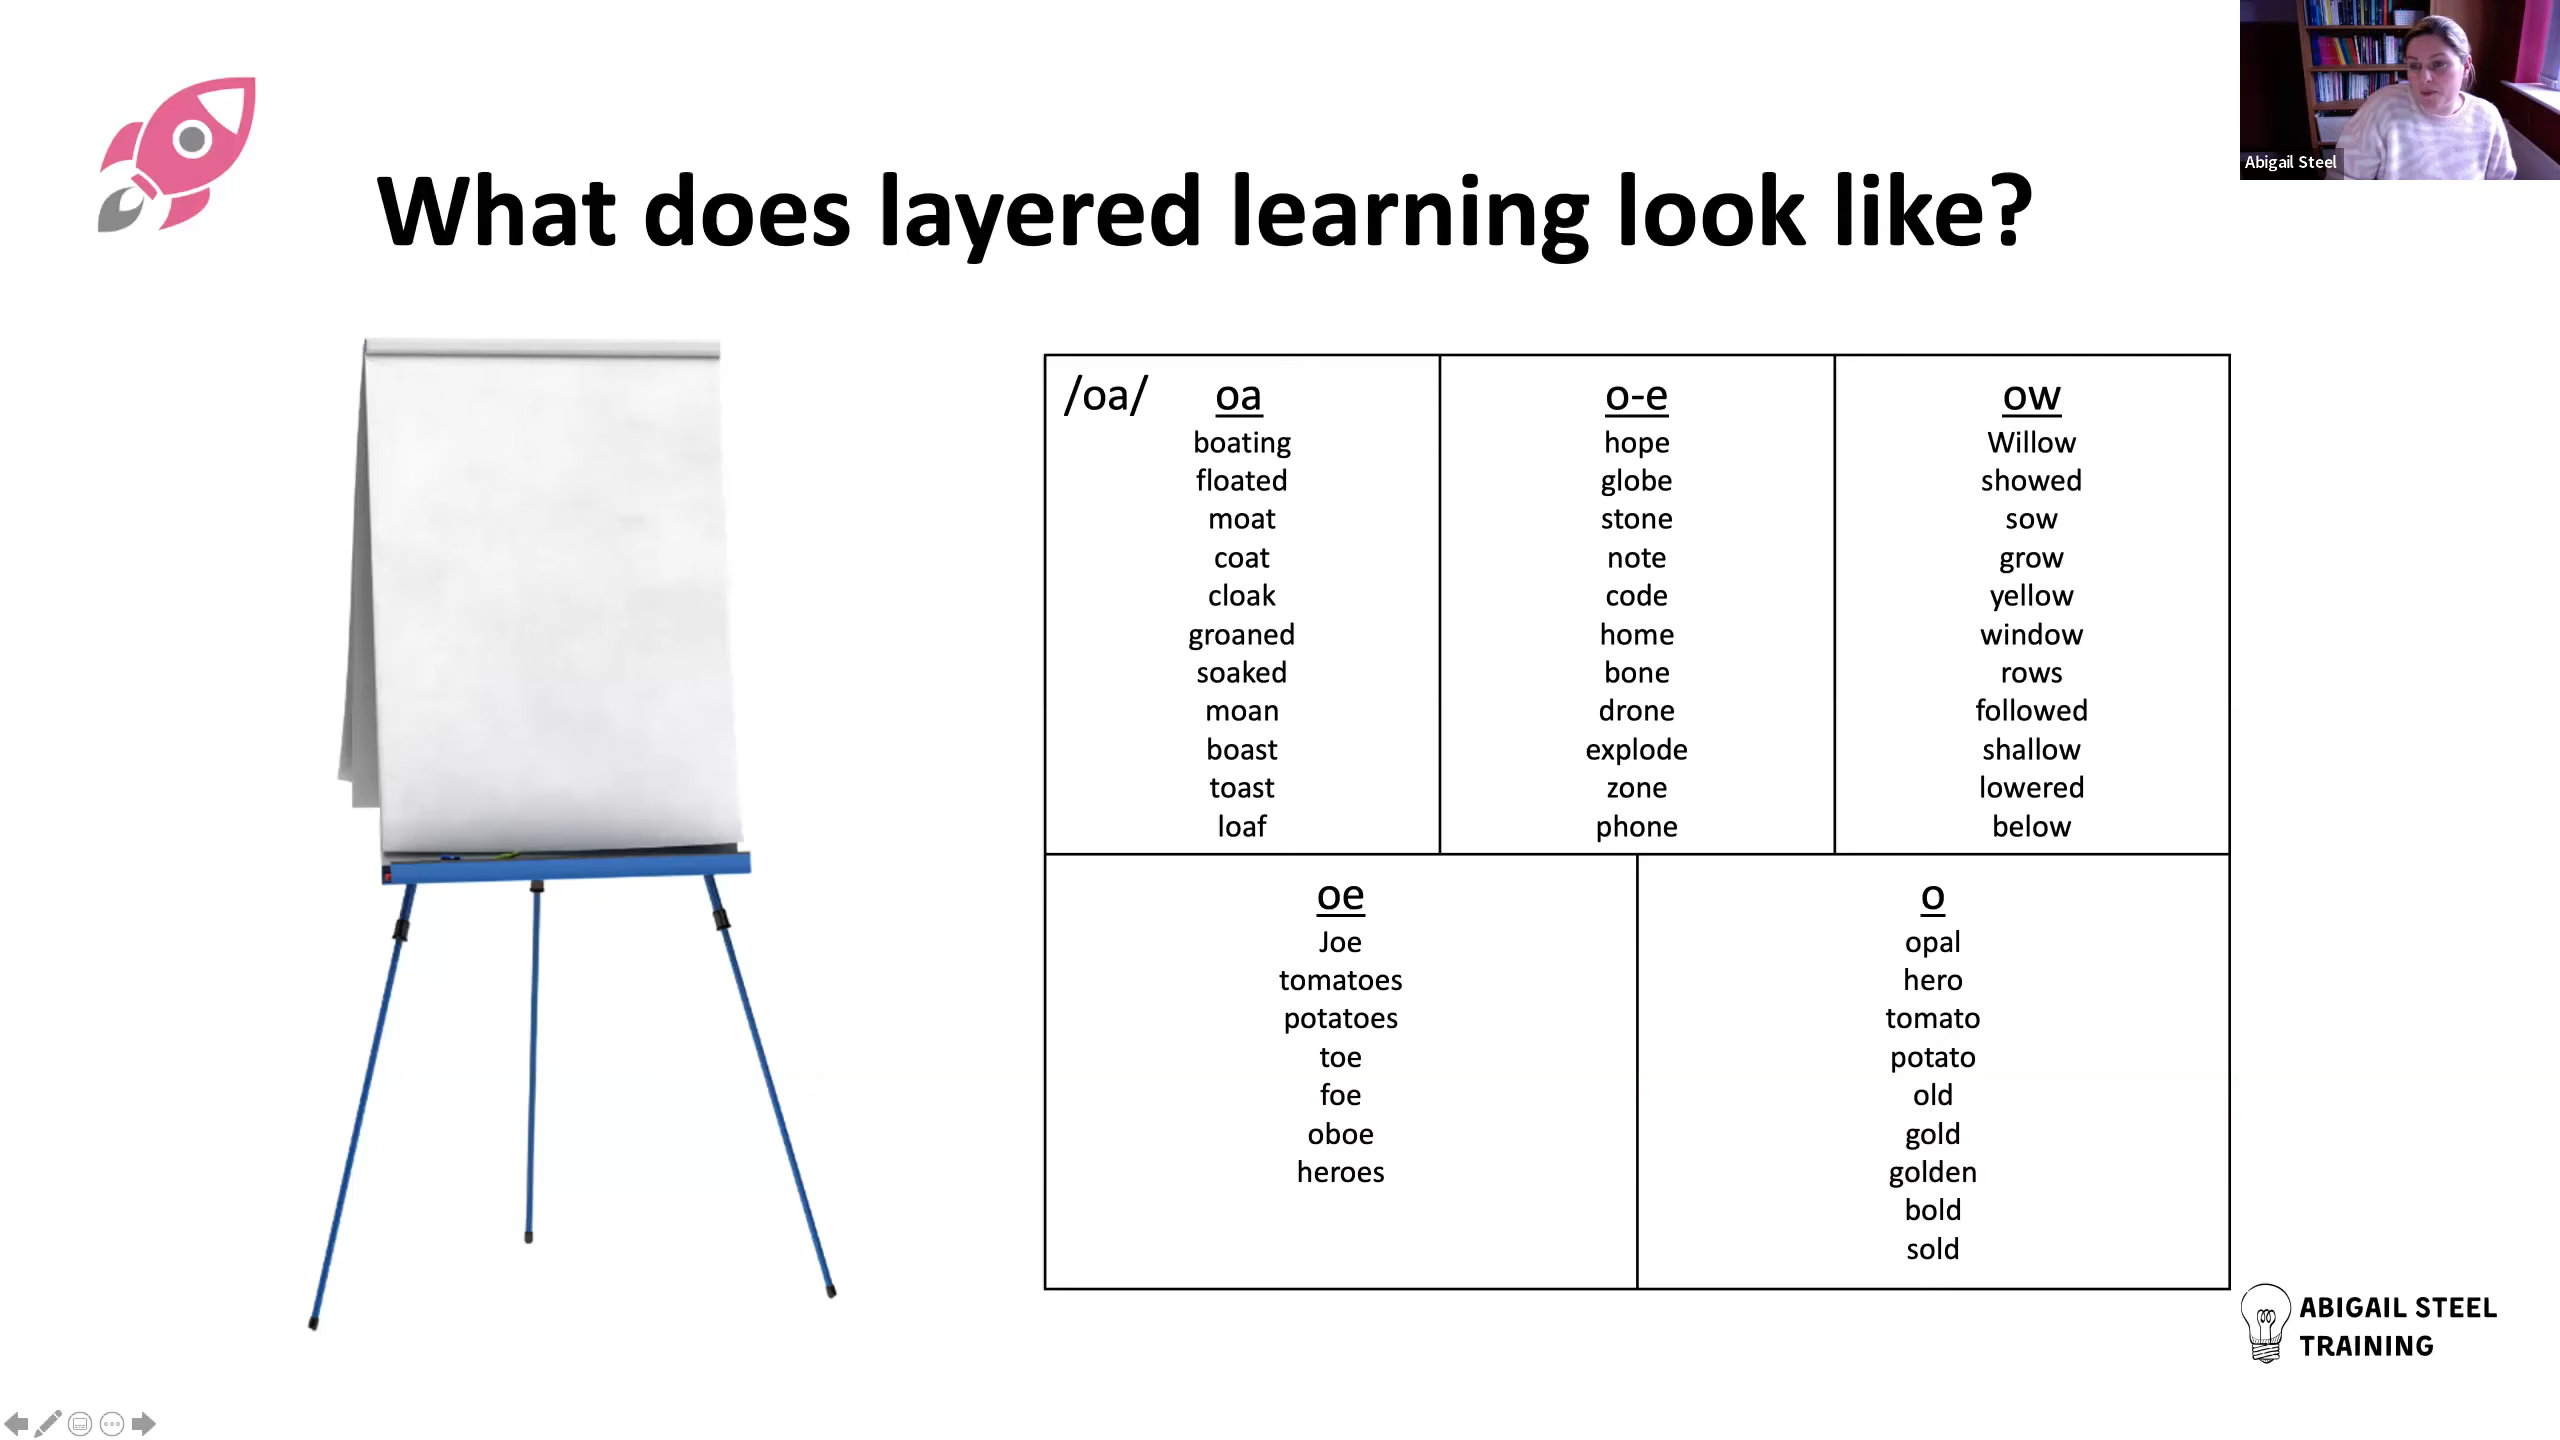 Abigail Steel
What does layered learning look like?
/oa/ oa
boating
floated
moat
coat
cloak
groaned
soaked
moan
boast
toast
loaf
o-e
hope
globe
stone
note
code
home
bone
drone
explode
zone
phone
ow
Willow
showed
sow
grow
yellow
window
rows
followed
shallow
lowered
below
oe
Joe
tomatoes
potatoes
toe
foe
oboe
heroes
o
opal
hero
tomato
potato
old
gold
golden
bold
sold
ABIGAIL STEEL
TRAINING